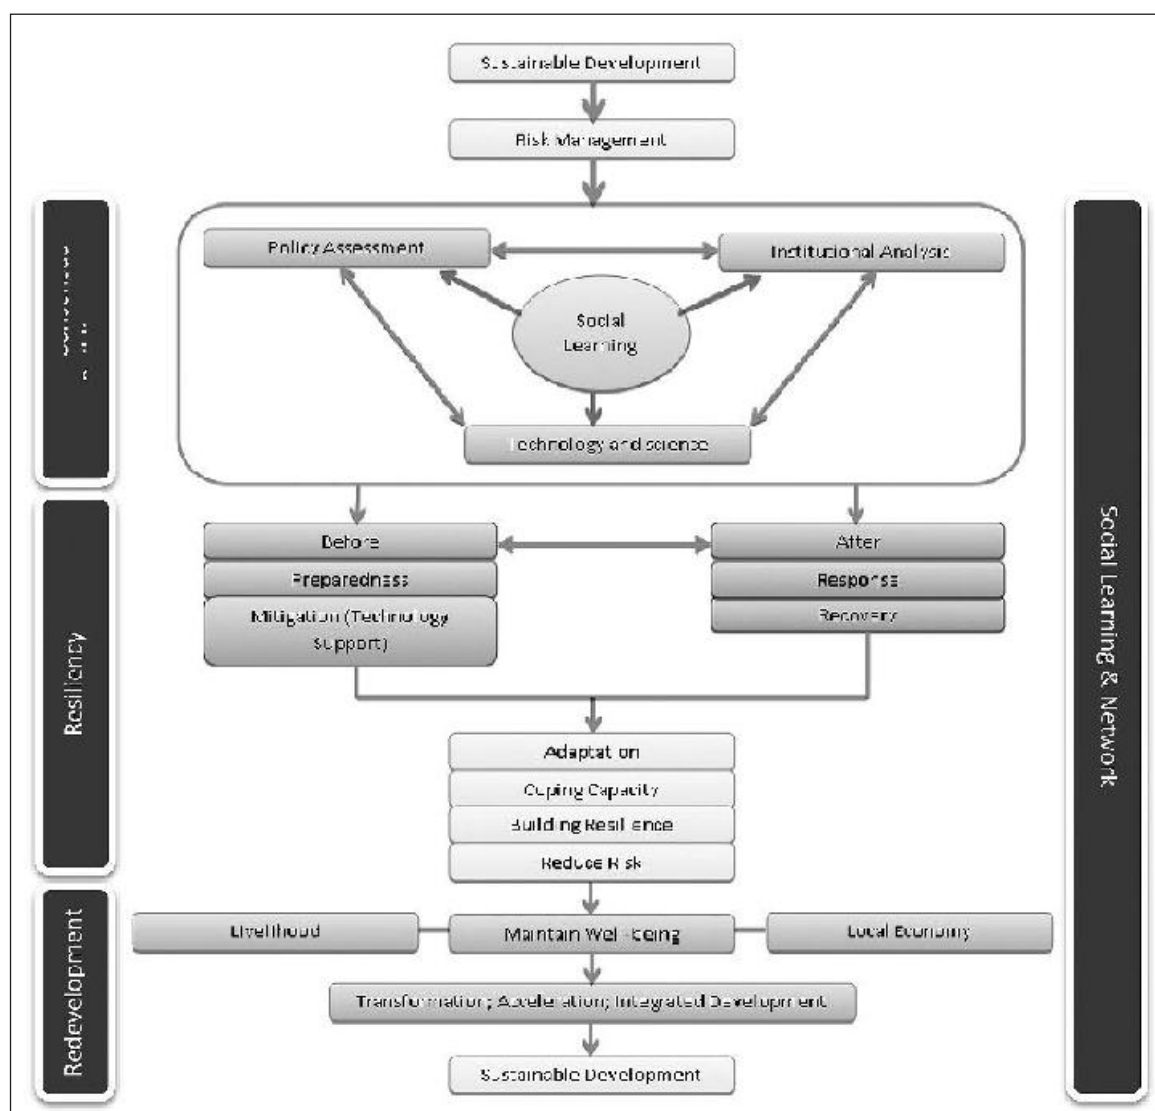 Sustainable Development
Risk Management
Policy Assessment
Institutional Analysis
Social
Learning
Technology and science
Before
After
Preparedness
Response
Mitigation (Technology
Support)
Recovery
Adaptation
Coping Capacity
Building Resilience
Reduce Risk
Livelihood
Maintain Well-being
Local Economy
Transformation; Acceleration; Integrated Development
Sustainable Development
Resiliency
Redevelopment
Social Learning & Network